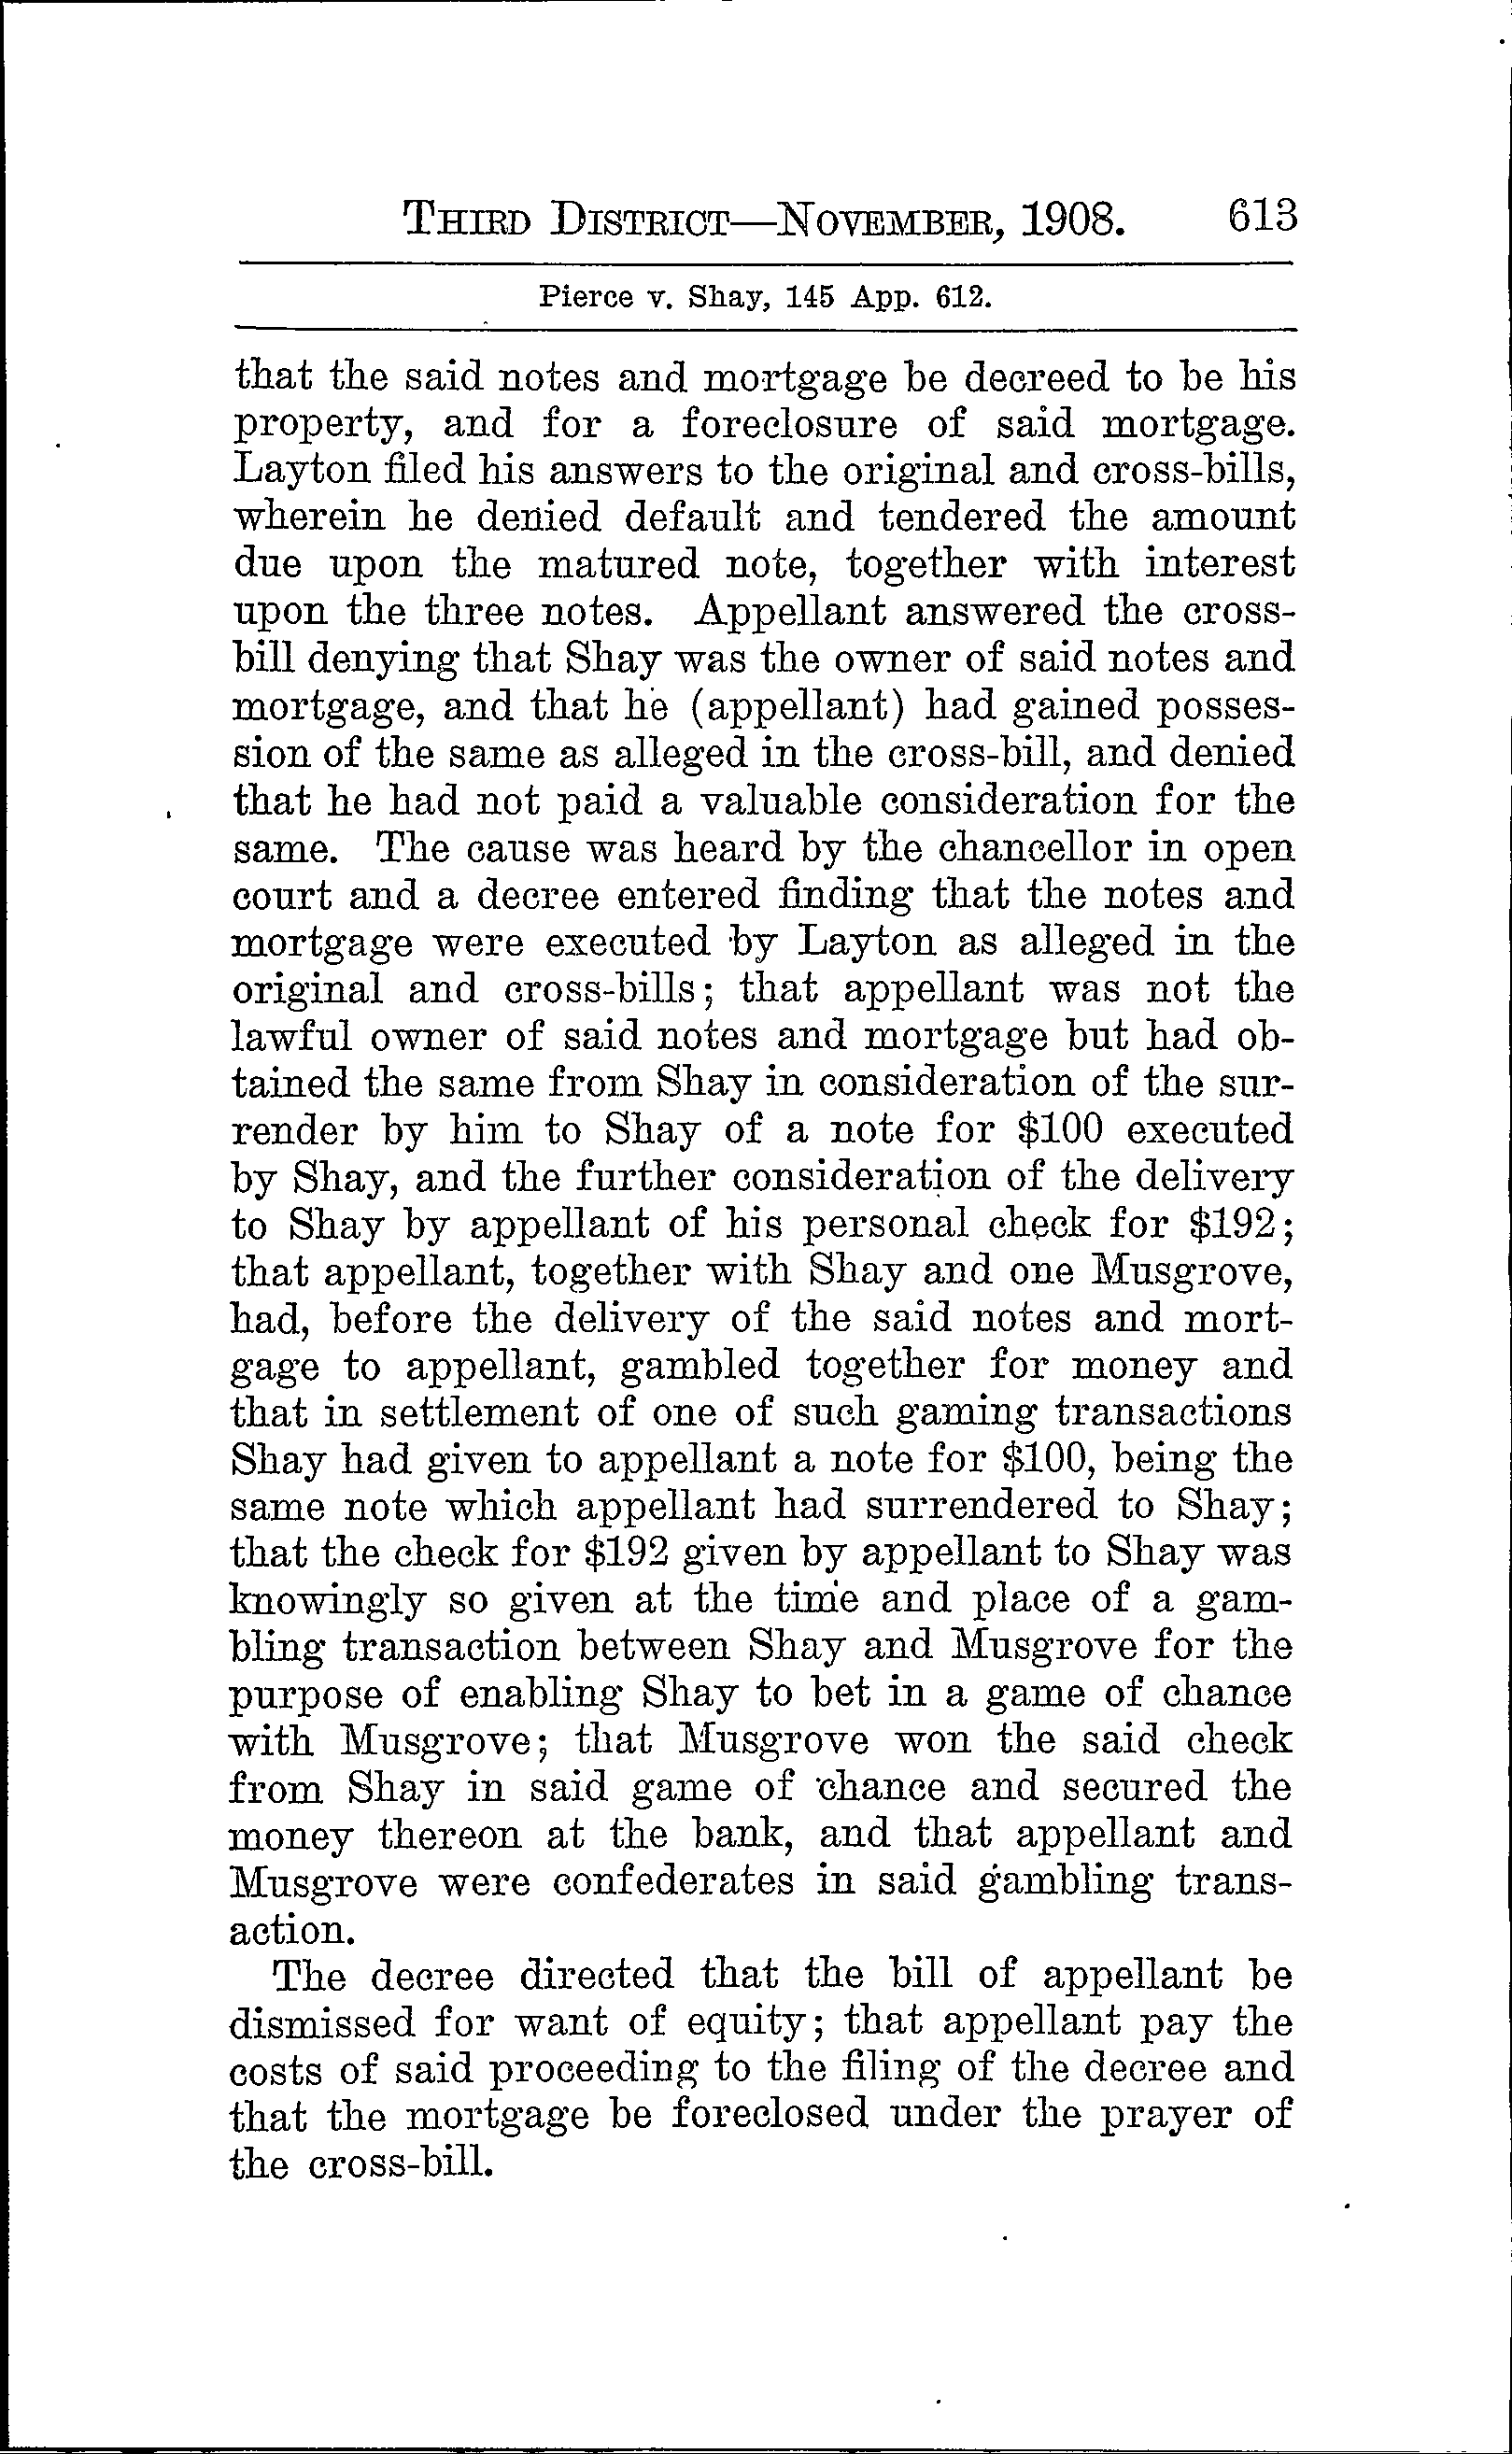 THIRD DISTRICT—NOVEMBER, 1908. 613
Pierce v. Shay, 145 App. 612.
that the said notes and mortgage be decreed to be his
property, and for a foreclosure of said mortgage.
Layton filed his answers to the original and cross-bills,
wherein he denied default and tendered the amount
due upon the matured note, together with interest
upon the three notes. Appellant answered the cross-
bill denying that Shay was the owner of said notes and
mortgage, and that he (appellant) had gained posses-
sion of the same as alleged in the cross-bill, and denied
that he had not paid a valuable consideration for the
same. The cause was heard by the chancellor in open
court and a decree entered finding that the notes and
mortgage were executed by Layton as alleged in the
original and cross-bills; that appellant was not the
lawful owner of said notes and mortgage but had ob-
tained the same from Shay in consideration of the sur-
render by him to Shay of a note for $100 executed
by Shay, and the further consideration of the delivery
to Shay by appellant of his personal check for $192;
that appellant, together with Shay and one Musgrove,
had, before the delivery of the said notes and mort-
gage to appellant, gambled together for money and
that in settlement of one of such gaming transactions
Shay had given to appellant a note for $100, being the
same note which appellant had surrendered to Shay;
that the check for $192 given by appellant to Shay was
knowingly so given at the time and place of a gam-
bling transaction between Shay and Musgrove for the
purpose of enabling Shay to bet in a game of chance
with Musgrove; that Musgrove won the said check
from Shay in said game of chance and secured the
money thereon at the bank, and that appellant and
Musgrove were confederates in said gambling trans-
action.
The decree directed that the bill of appellant be
dismissed for want of equity; that appellant pay the
costs of said proceeding to the filing of the decree and
that the mortgage be foreclosed under the prayer of
the cross-bill.